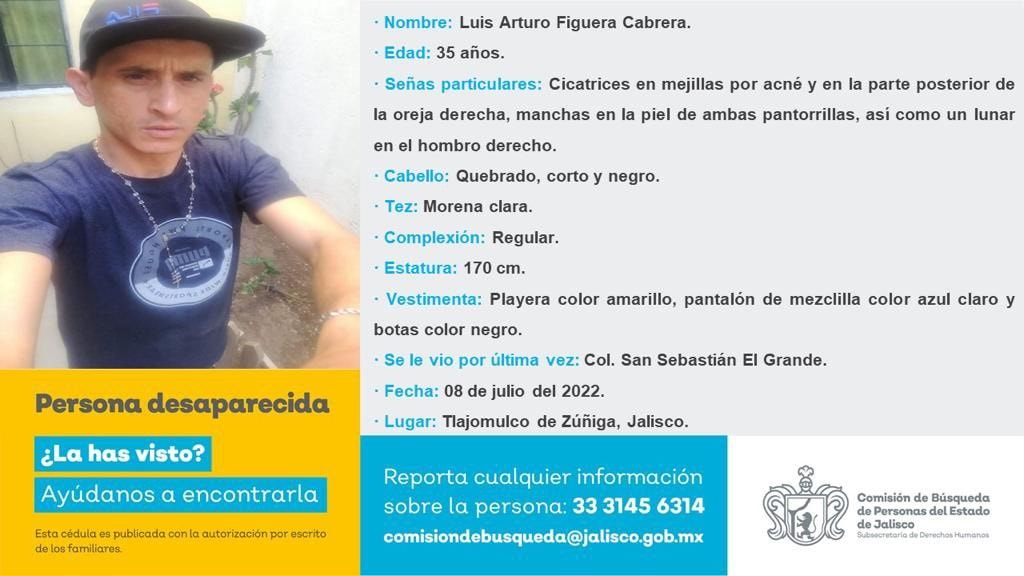 · Nombre: Luis Arturo Figuera Cabrera.
· Edad: 35 años.
· Señas particulares: Cicatrices en mejillas por acné y en la parte posterior de
la oreja derecha, manchas en la piel de ambas pantorrillas, así como un lunar
en el hombro derecho.
· Cabello: Quebrado, corto y negro.
· Tez: Morena clara.
· Complexión: Regular.
· Estatura: 170 cm.
· Vestimenta: Playera color amarillo, pantalón de mezclilla color azul claro y
botas color negro.
· Se le vio por última vez: Col. San Sebastián El Grande.
· Fecha: 08 de julio del 2022.
· Lugar: Tlajomulco de Zúñiga, Jalisco.
Persona desaparecida
¿La has visto?
Ayúdanos a encontrarla
Esta cédula es publicada con la autorización por escrito
de los familiares.
Reporta cualquier información
sobre la persona: 33 3145 6314
comisiondebusqueda@jalisco.gob.mx
Comisión de Búsqueda
de Personas del Estado
de Jalisco
Subsecretaría de Derechos Humanos